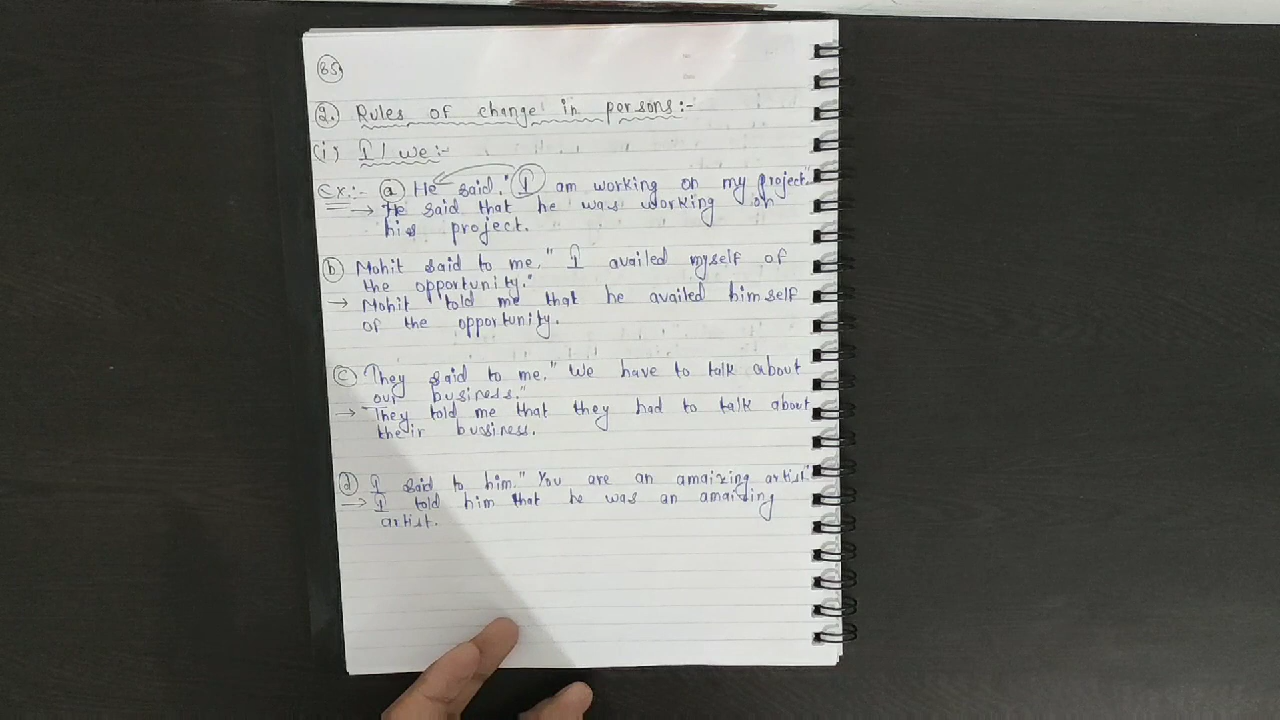 85.
2. Rules of change in persons:-
(i) I/we:-
Ex:- (a) He said, "I am working on my project."
→ He said that he was working on
his project.
(b) Mohit said to me, "I availed myself of
the opportunity."
→ Mohit told me that he availed himself
of the opportunity.
(c) They said to me, "We have to talk about
our business."
→ They told me that they had to talk about
their business.
(d) I said to him, "You are an amaizing artist"
→ I told him that he was an amaizing
artist.